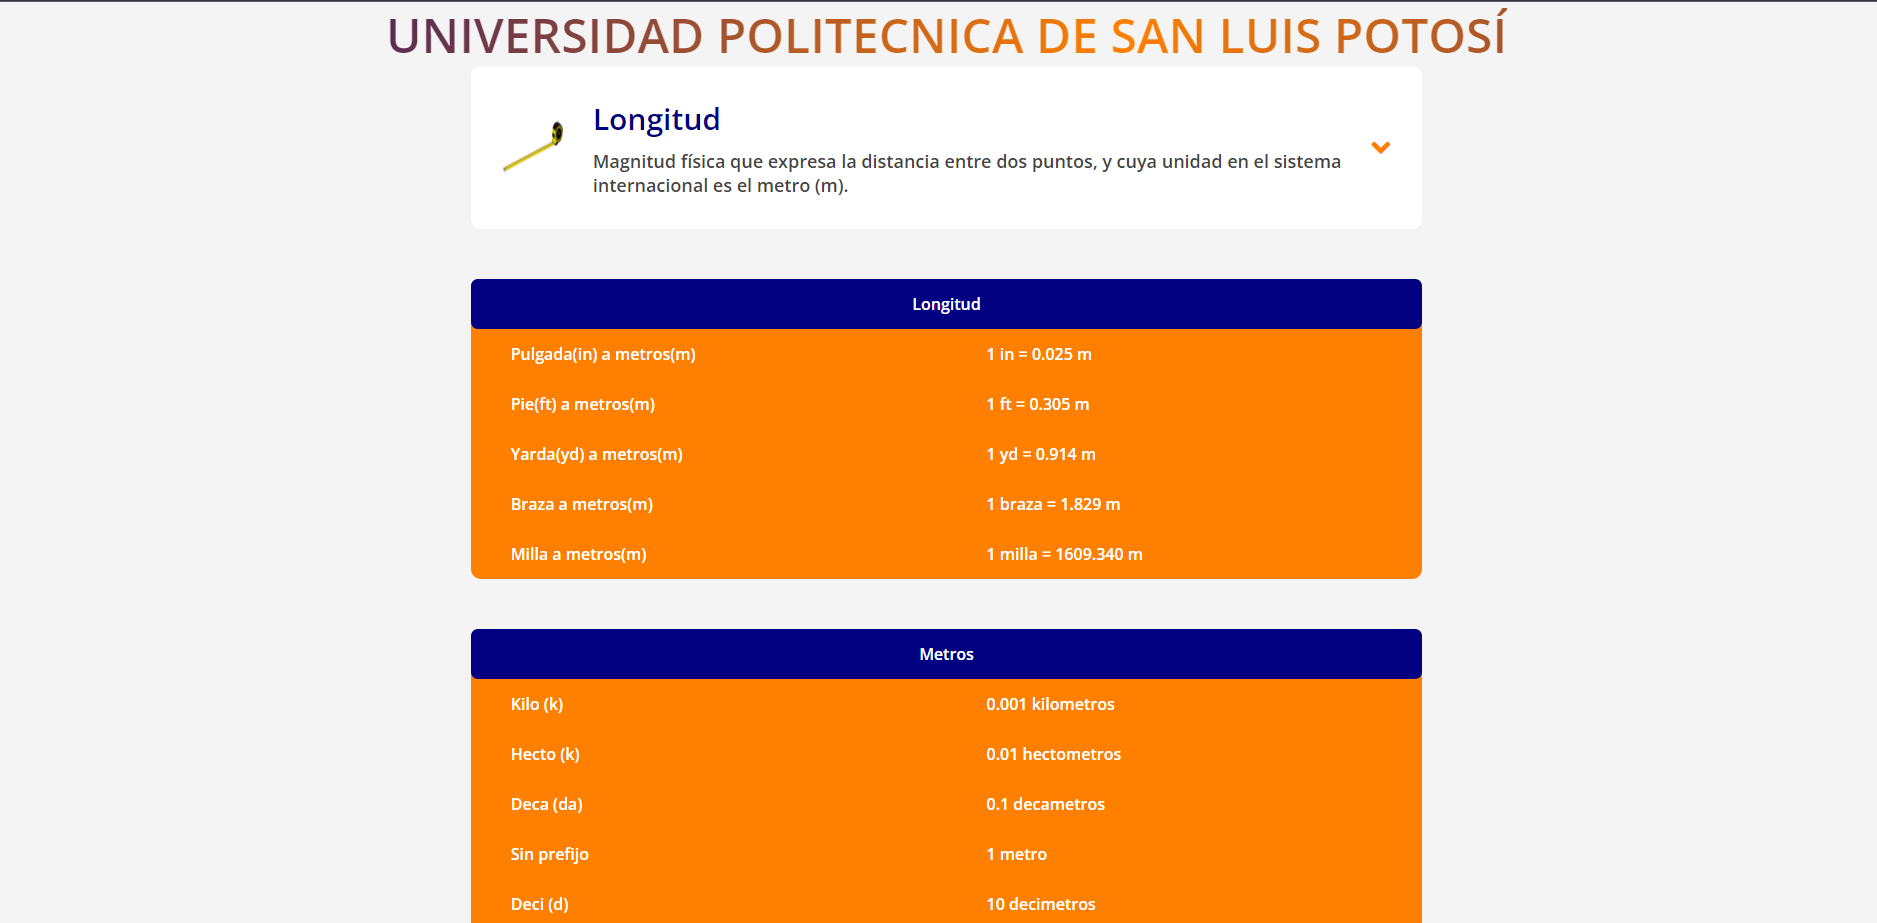 UNIVERSIDAD POLITECNICA DE SAN LUIS POTOSÍ
Longitud
Magnitud física que expresa la distancia entre dos puntos, y cuya unidad en el sistema
internacional es el metro (m).
Longitud
Pulgada(in) a metros(m) 1 in = 0.025 m
Pie(ft) a metros(m) 1 ft = 0.305 m
Yarda(yd) a metros(m) 1 yd = 0.914 m
Braza a metros(m) 1 braza = 1.829 m
Milla a metros(m) 1 milla = 1609.340 m
Metros
Kilo (k) 0.001 kilometros
Hecto (k) 0.01 hectometros
Deca (da) 0.1 decametros
Sin prefijo 1 metro
Deci (d) 10 decimetros